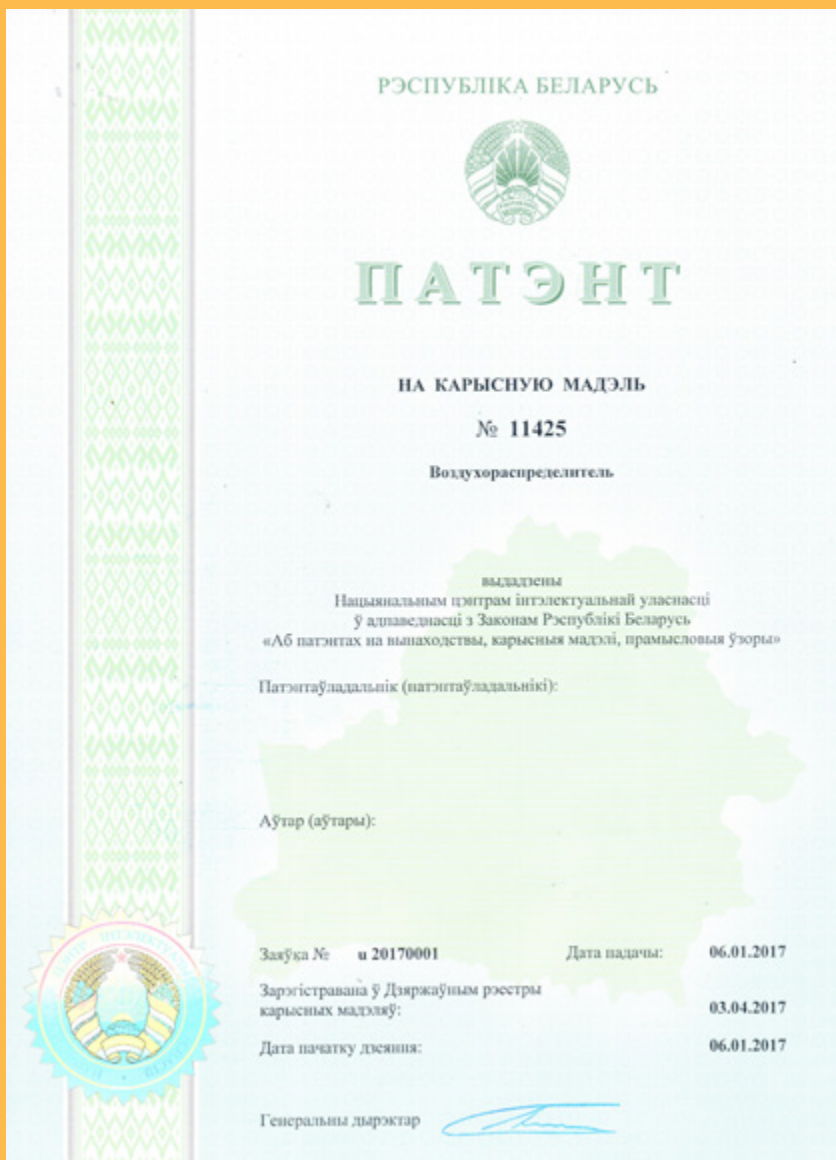 РЭСПУБЛІКА БЕЛАРУСЬ
ПАТЭНТ
НА КАРЫСНУЮ МАДЭЛЬ
№ 11425
Воздухораспределитель
выдадзены
Нацыянальным цэнтрам інтэлектуальнай уласнасці
ў адпаведнасці з Законам Рэспублікі Беларусь
«Аб патэнтах на вынаходствы, карысныя мадэлі, прамысловыя ўзоры»
Патэнтаўладальнік (патэнтаўладальнікі):
Аўтар (аўтары):
Заяўка № u 20170001 Дата падачы: 06.01.2017
Зарэгістравана ў Дзяржаўным рэестры
карысных мадэляў: 03.04.2017
Дата пачатку дзеяння: 06.01.2017
Генеральны дырэктар